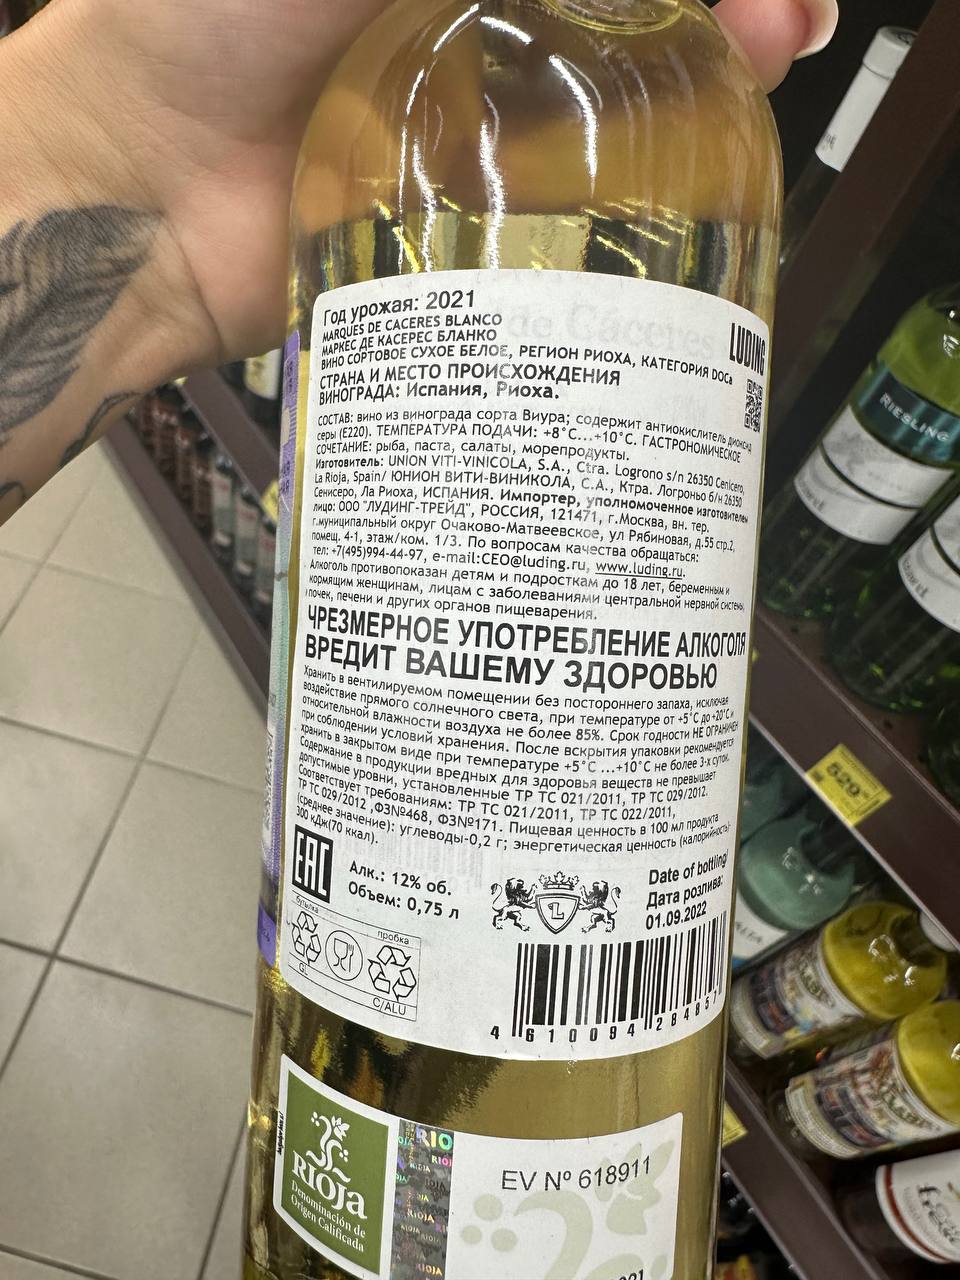 Год урожая: 2021
MARQUES DE CACERES BLANCO
МАРКЕС ДЕ КАСЕРЕС БЛАНКО
ВИНО СОРТОВОЕ СУХОЕ БЕЛОЕ, РЕГИОН РИОХА, КАТЕГОРИЯ DOCa
СТРАНА И МЕСТО ПРОИСХОЖДЕНИЯ
ВИНОГРАДА: Испания, Риоха.
LUDING
СОСТАВ: вино из винограда сорта Виура; содержит антиокислитель диоксид
серы (Е220). ТЕМПЕРАТУРА ПОДАЧИ: +8°C...+10°C. ГАСТРОНОМИЧЕСКОЕ
СОЧЕТАНИЕ: рыба, паста, салаты, морепродукты.
Изготовитель: UNION VITI-VINICOLA, S.A., Ctra. Logrono s/n 26350 Cenicero,
La Rioja, Spain/ ЮНИОН ВИТИ-ВИНИКОЛА, С.А., Ктра. Логроньо б/н 26350
Сенисеро, Ла Риоха, ИСПАНИЯ. Импортер, уполномоченное изготовителем
лицо: ООО "ЛУДИНГ-ТРЕЙД", РОССИЯ, 121471, г.Москва, вн. тер.
г.муниципальный округ Очаково-Матвеевское, ул Рябиновая, д.55 стр.2,
помещ. 4-1, этаж/ком. 1/3. По вопросам качества обращаться:
тел: +7(495)994-44-97, e-mail:CEO@luding.ru, www.luding.ru.
Алкоголь противопоказан детям и подросткам до 18 лет, беременным и
кормящим женщинам, лицам с заболеваниями центральной нервной системы,
почек, печени и других органов пищеварения.
ЧРЕЗМЕРНОЕ УПОТРЕБЛЕНИЕ АЛКОГОЛЯ
ВРЕДИТ ВАШЕМУ ЗДОРОВЬЮ
Хранить в вентилируемом помещении без постороннего запаха, исключая
воздействие прямого солнечного света, при температуре от +5°C до +20°C и
относительной влажности воздуха не более 85%. Срок годности НЕ ОГРАНИЧЕН
при соблюдении условий хранения. После вскрытия упаковки рекомендуется
хранить в закрытом виде при температуре +5°C ...+10°C не более 3-х суток.
Содержание в продукции вредных для здоровья веществ не превышает
допустимые уровни, установленные ТР ТС 021/2011, ТР ТС 029/2012.
Соответствует требованиям: ТР ТС 021/2011, ТР ТС 022/2011,
ТР ТС 029/2012 ,ФЗ№468, ФЗ№171. Пищевая ценность в 100 мл продукта
(среднее значение): углеводы-0,2 г; энергетическая ценность (калорийность)-
300 кДж(70 ккал).
EAC
Алк.: 12% об.
Объем: 0,75 л
L
Date of bottling/
Дата розлива:
01.09.2022
бутылка
пробка
GL
C/ALU
4 610094 284857
RIOJA
Denominación de
Origen Calificada
RIOJA
EV Nº 618911
RIESLING
529